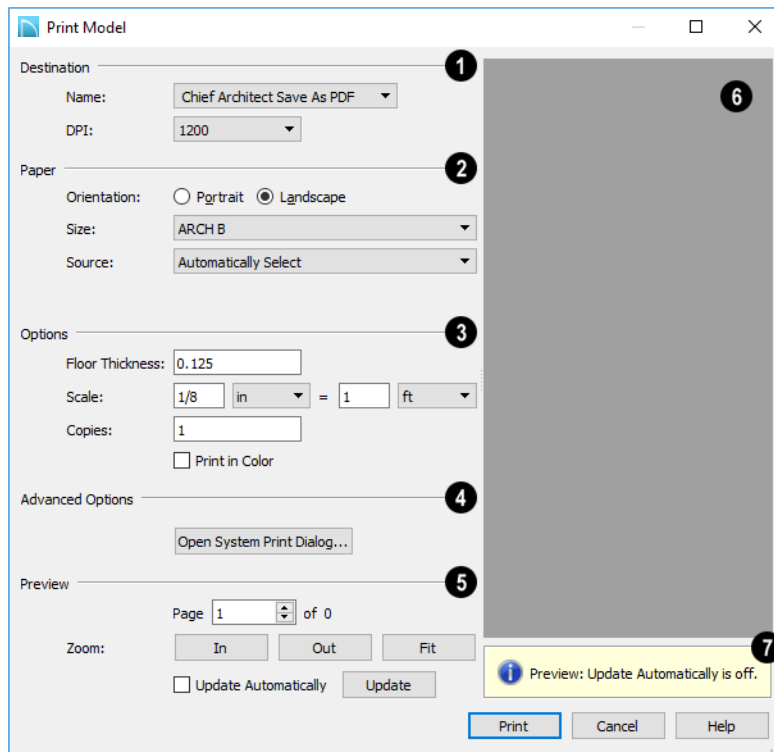 Print Model
Destination 1
Name: Chief Architect Save As PDF
DPI: 1200
Paper 2
Orientation: Portrait Landscape
Size: ARCH B
Source: Automatically Select
Options 3
Floor Thickness: 0.125
Scale: 1/8 in = 1 ft
Copies: 1
Print in Color
Advanced Options 4
Open System Print Dialog...
Preview 5
Page 1 of 0
Zoom: In Out Fit
Update Automatically Update
6
7
Preview: Update Automatically is off.
Print Cancel Help